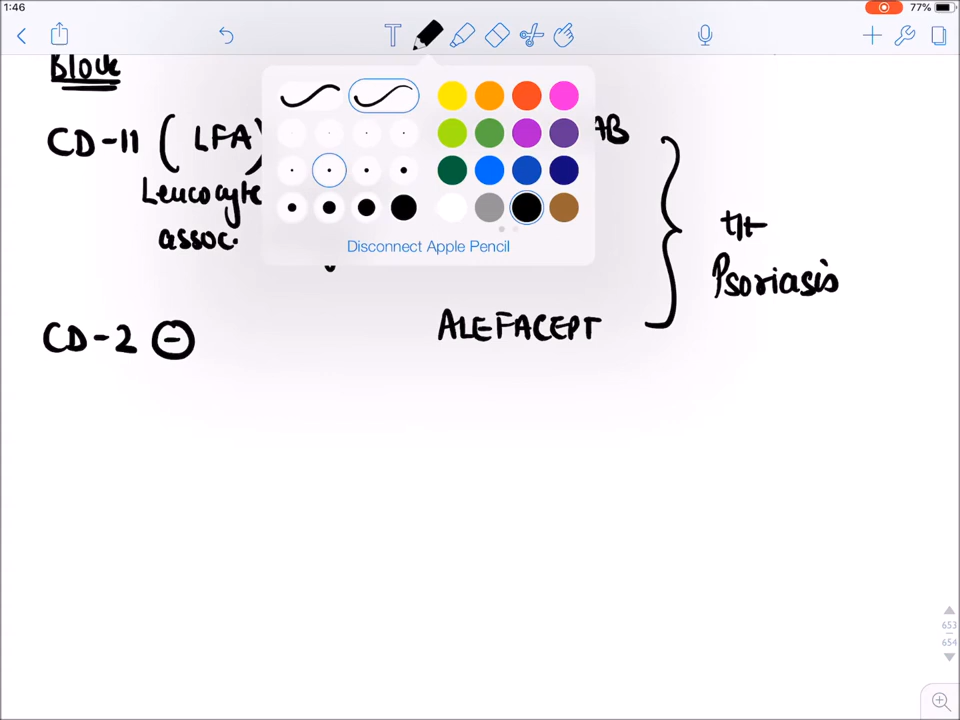 1:46
77%
T
Block
CD-11 ( LFA) AB
Leucocyte
assoc.
Disconnect Apple Pencil
Psoriasis
CD-2 ALEFACEPT
653
654